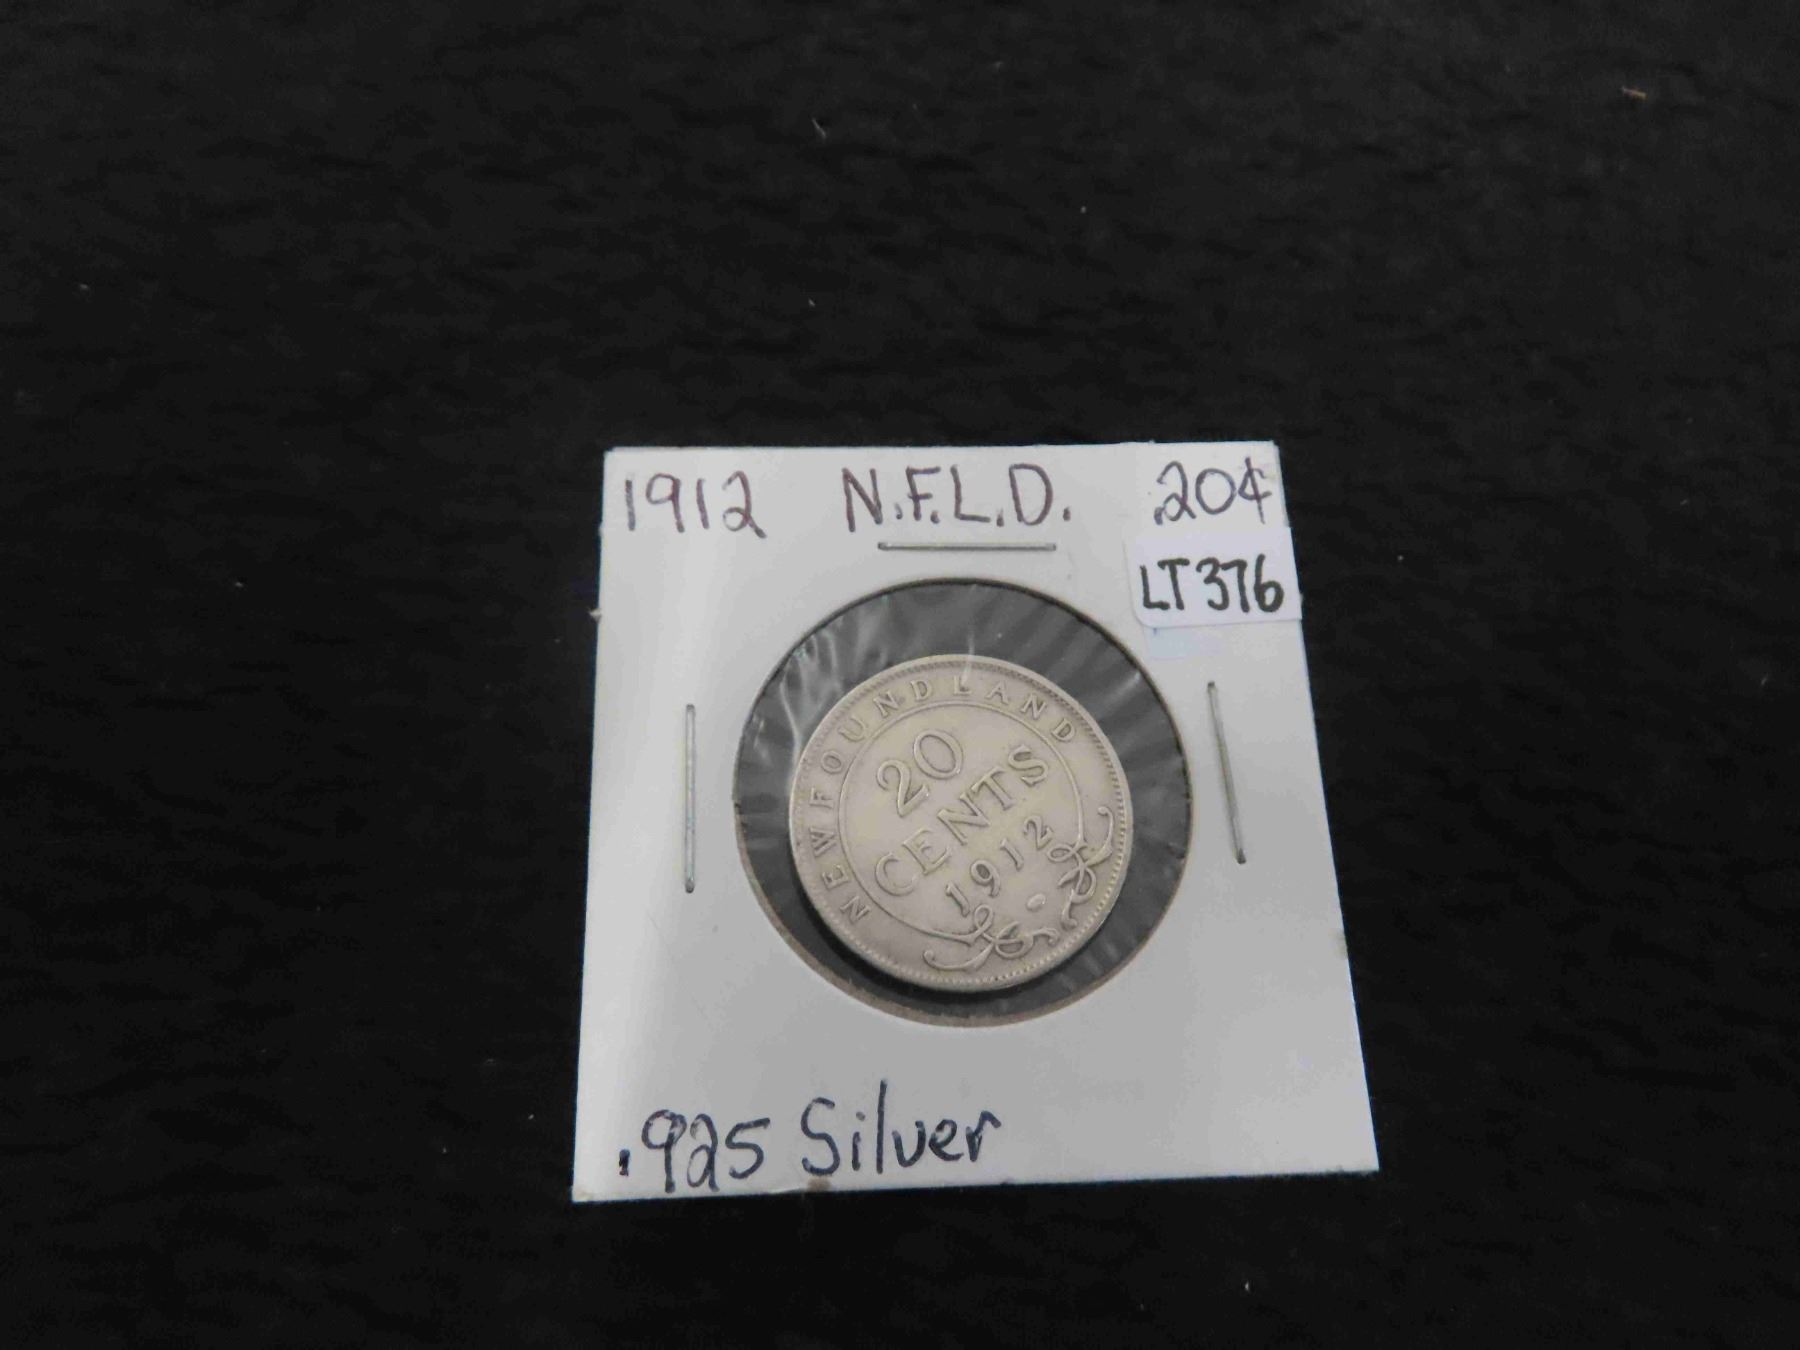 1912 N.F.L.D. .20¢
LT376
NEWFOUNDLAND
20
CENTS
1912
.925 Silver